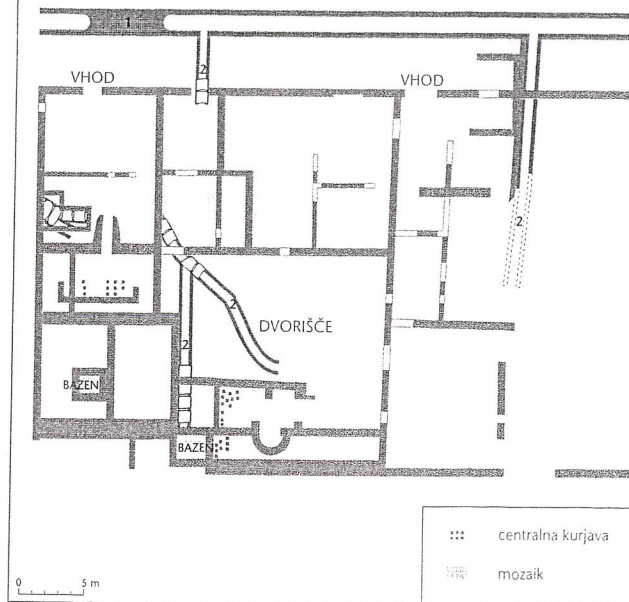 1
2
VHOD
VHOD
2
2
DVORIŠČE
2
BAZEN
BAZEN
centralna kurjava
mozaik
0 5 m